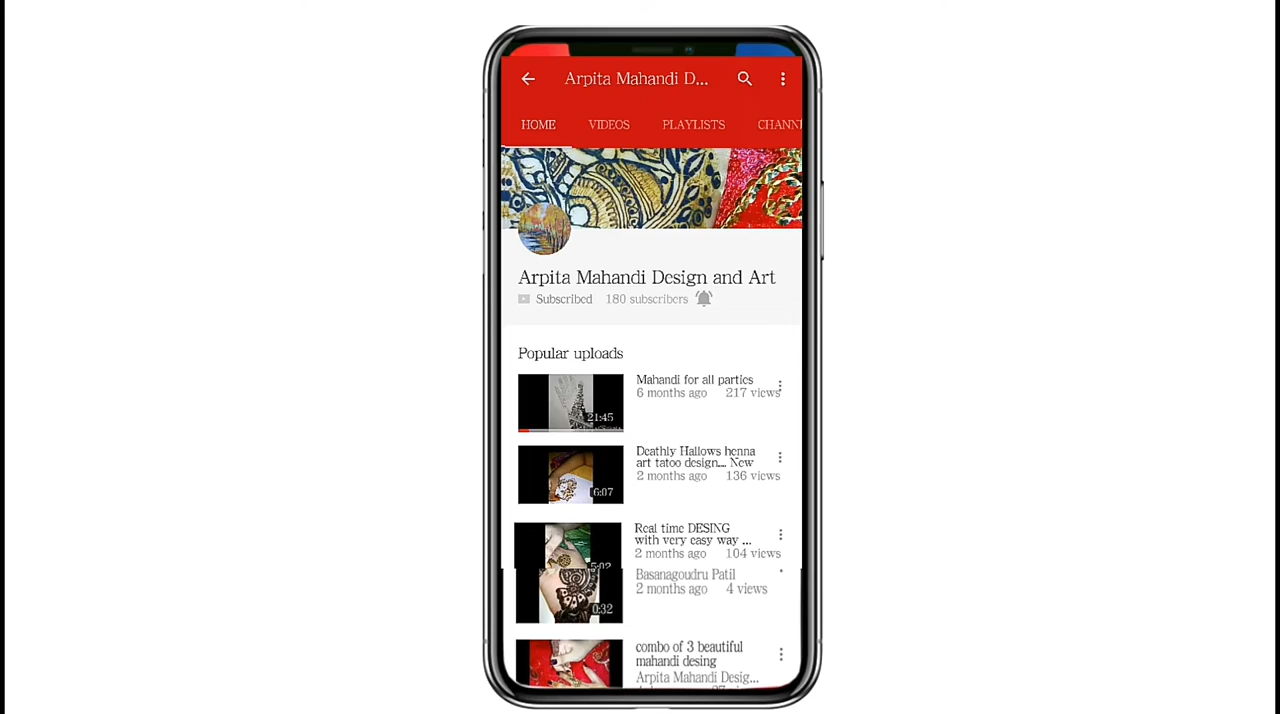 Arpita Mahandi D...
HOME VIDEOS PLAYLISTS CHANN
Arpita Mahandi Design and Art
Subscribed 180 subscribers
Popular uploads
21:45
Mahandi for all parties
6 months ago 217 views
6:07
Deathly Hallows henna
art tatoo design.... New
2 months ago 136 views
Real time DESING
with very easy way ...
2 months ago 104 views
5:02
Basanagoudru Patil
2 months ago 4 views
0:32
combo of 3 beautiful
mahandi desing
Arpita Mahandi Desig...